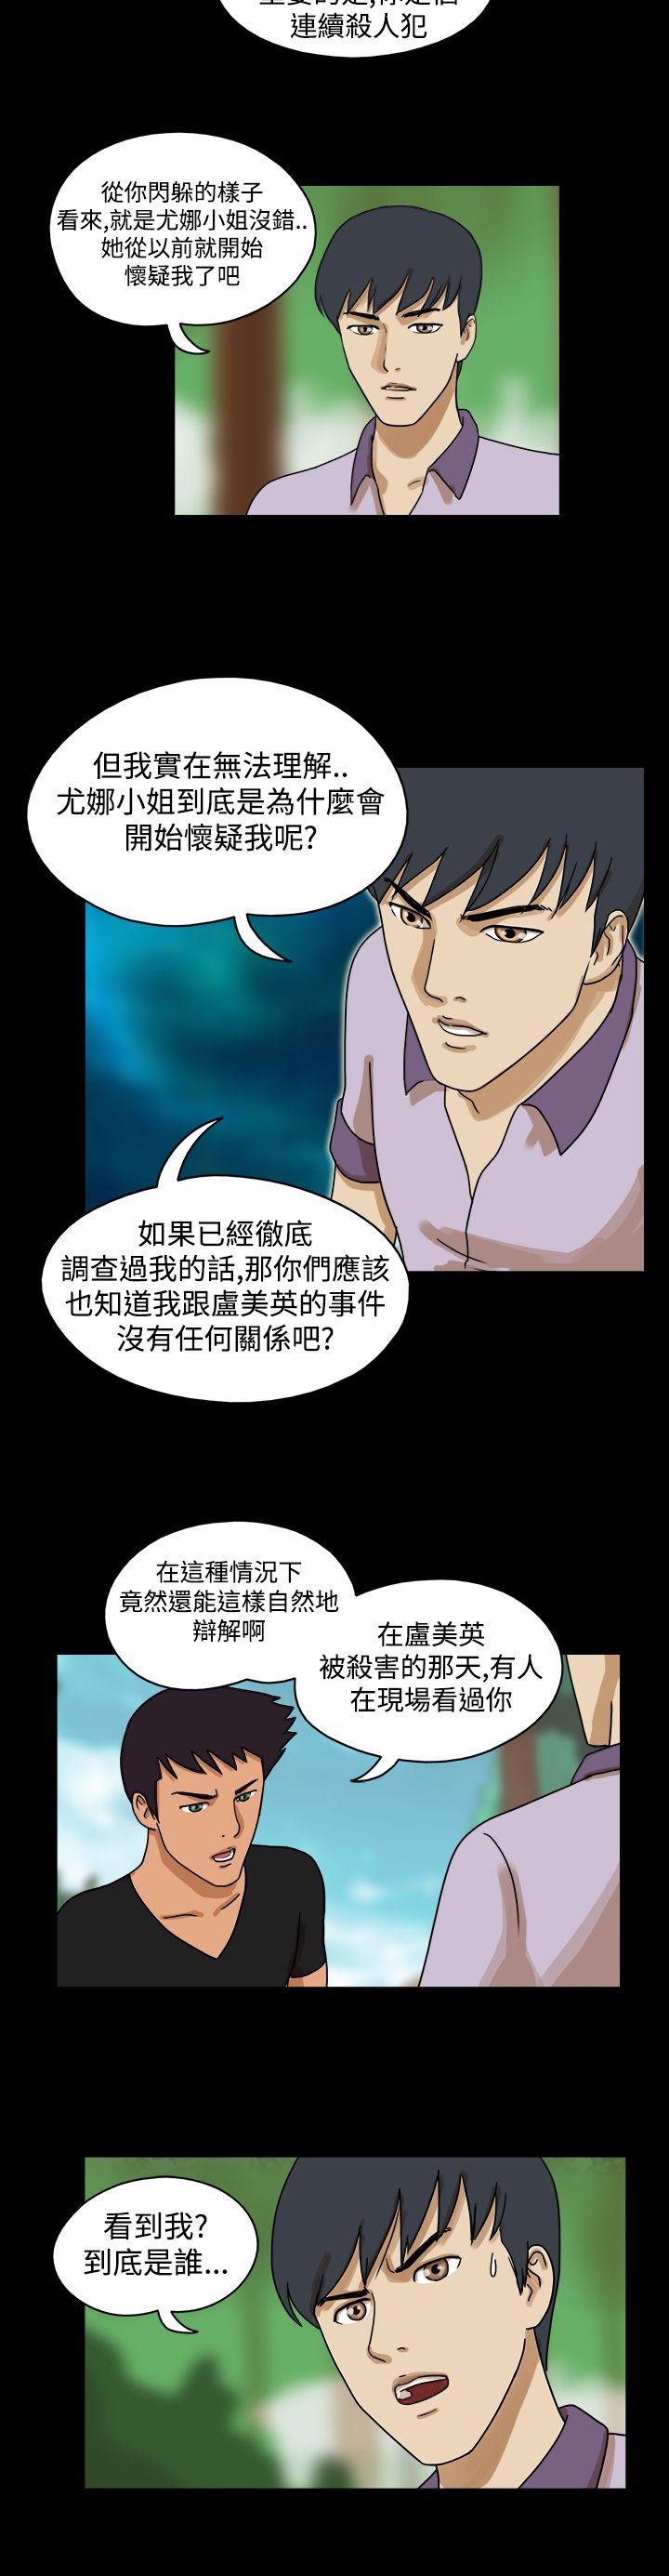 連續殺人犯
從你閃躲的樣子
看來,就是尤娜小姐沒錯..
她從以前就開始
懷疑我了吧
但我實在無法理解..
尤娜小姐到底是為什麼會
開始懷疑我呢?
如果已經徹底
調查過我的話,那你們應該
也知道我跟盧美英的事件
沒有任何關係吧?
在這種情況下
竟然還能這樣自然地
辯解啊
在盧美英
被殺害的那天,有人
在現場看過你
看到我?
到底是誰...